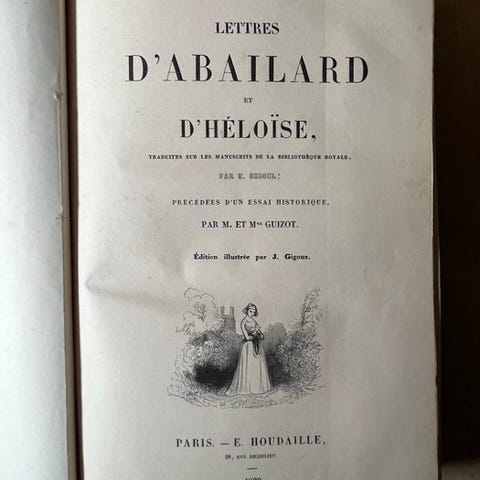 LETTRES
D'ABAILARD
ET
D'HÉLOÏSE,
TRADUITES SUR LES MANUSCRITS DE LA BIBLIOTHÈQUE ROYALE,
PAR E. ODDOUL;
PRÉCÉDÉES D'UN ESSAI HISTORIQUE,
PAR M. ET Mme GUIZOT.
Édition illustrée par J. Gigoux.
PARIS. — E. HOUDAILLE,
RUE RICHELIEU.